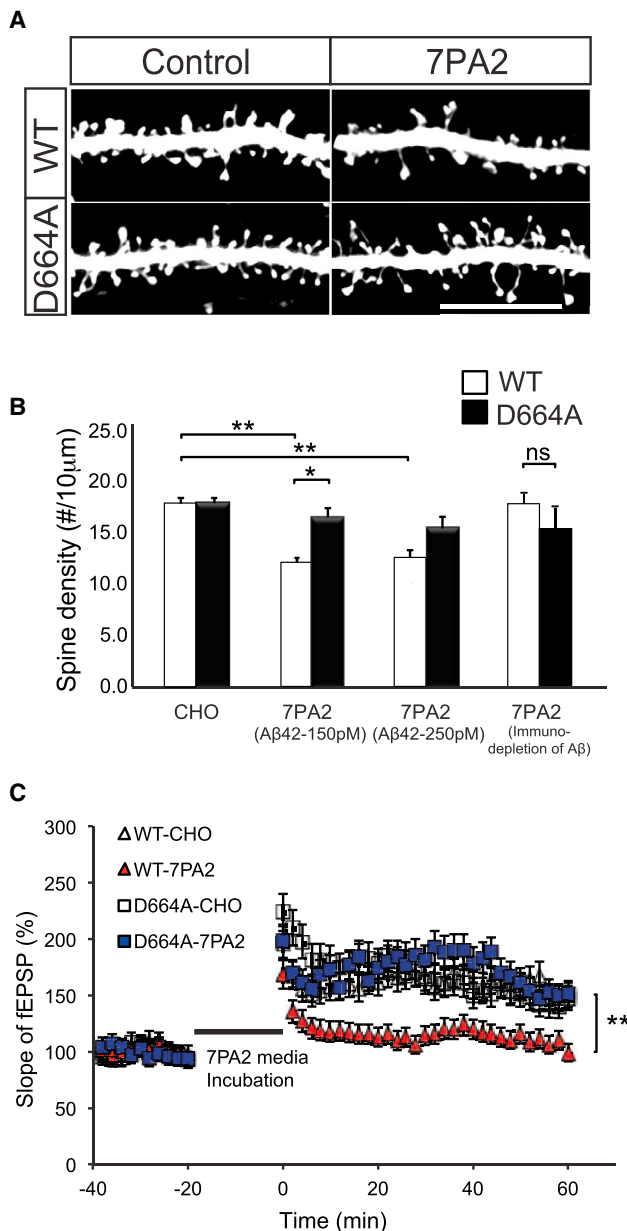 A
Control 7PA2
WT
D664A
B
WT
D664A
Spine density (#/10μm)
25.0
20.0
15.0
10.0
5.0
0.0
**
**
*
ns
CHO
7PA2
(Aβ42-150pM)
7PA2
(Aβ42-250pM)
7PA2
(Immuno-
depletion of Aβ)
C
Slope of fEPSP (%)
300
250
200
150
100
50
0
WT-CHO
WT-7PA2
D664A-CHO
D664A-7PA2
7PA2 media
Incubation
**
-40 -20 0 20 40 60
Time (min)